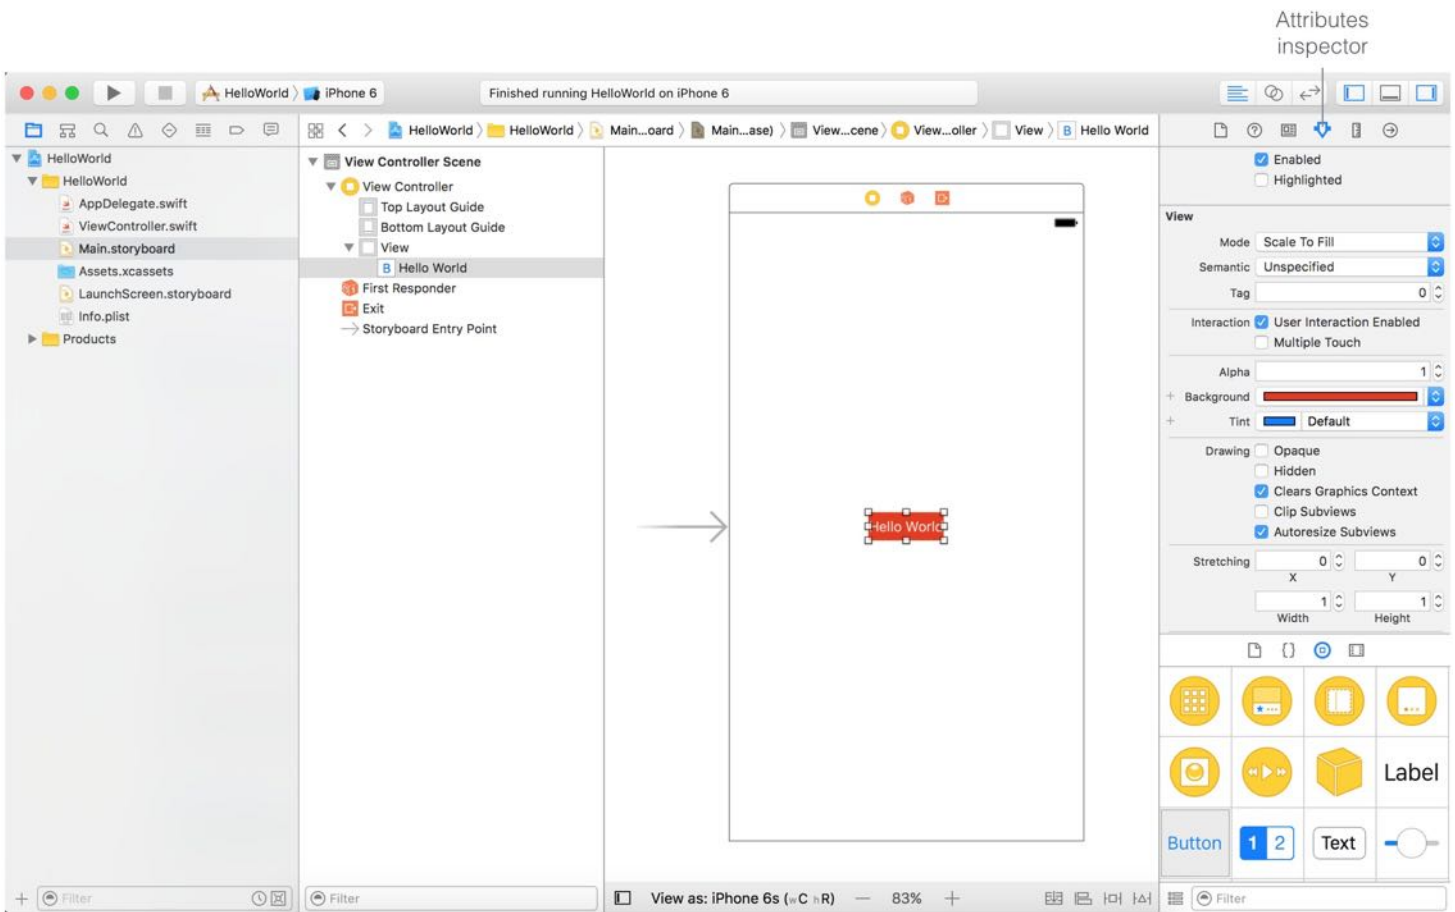 Attributes
inspector
HelloWorld
iPhone 6
Finished running HelloWorld on iPhone 6
HelloWorld
HelloWorld
Main...oard
Main...ase)
View...cene
View...oller
View
B Hello World
HelloWorld
HelloWorld
AppDelegate.swift
ViewController.swift
Main.storyboard
Assets.xcassets
LaunchScreen.storyboard
Info.plist
Products
Filter
View Controller Scene
View Controller
Top Layout Guide
Bottom Layout Guide
View
B Hello World
First Responder
Exit
Storyboard Entry Point
Filter
Hello World
View as: iPhone 6s (wC hR)
83%
Enabled
Highlighted
View
Mode Scale To Fill
Semantic Unspecified
Tag 0
Interaction User Interaction Enabled
Multiple Touch
Alpha 1
Background
Tint Default
Drawing Opaque
Hidden
Clears Graphics Context
Clip Subviews
Autoresize Subviews
Stretching 0 0
X Y
1 1
Width Height
{}
Label
Button 1 2 Text
Filter